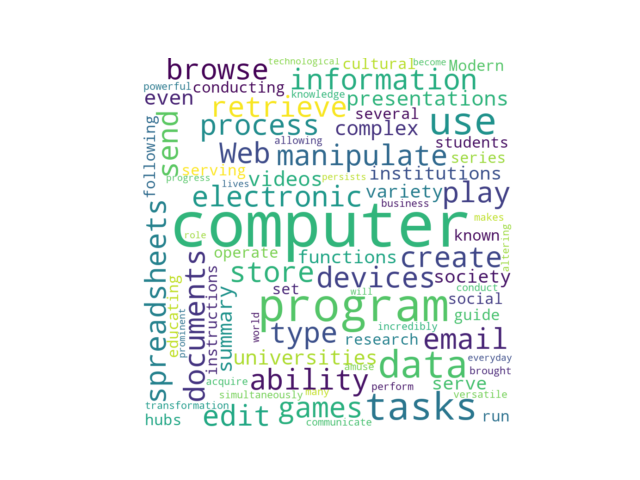 technological
cultural
become
Modern
browse
information
powerful
conducting
knowledge
even
retrieve
presentations
several
following
send
process
complex
use
students
Web
allowing
manipulate
series
serving
institutions
progress
lives
videos
persists
electronic
variety
play
business
computer
makes
role
known
altering
operate
functions
create
spreadsheets
documents
instructions
store
devices
society
educating
prominent
summary
set
will
social
conduct
program
guide
world
type
incredibly
email
research
universities
data
everyday
amuse
brought
acquire
ability
perform
serve
simultaneously
many
versatile
transformation
edit
games
tasks
run
hubs
communicate